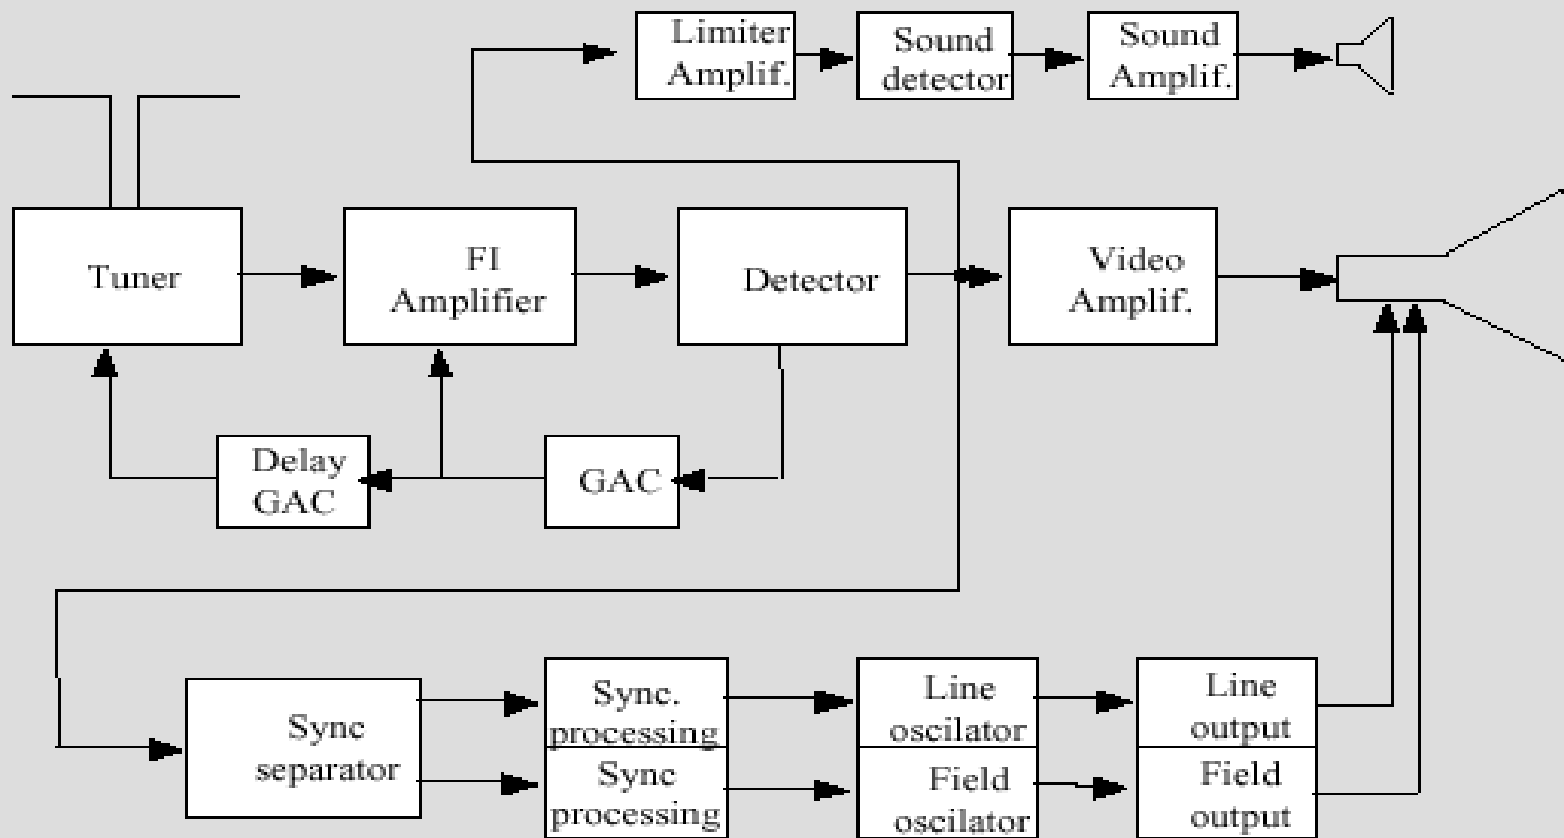 Limiter
Amplif.
Sound
detector
Sound
Amplif.
Tuner
FI
Amplifier
Detector
Video
Amplif.
Delay
GAC
GAC
Sync
separator
Sync.
processing
Line
oscilator
Line
output
Sync
processing
Field
oscilator
Field
output